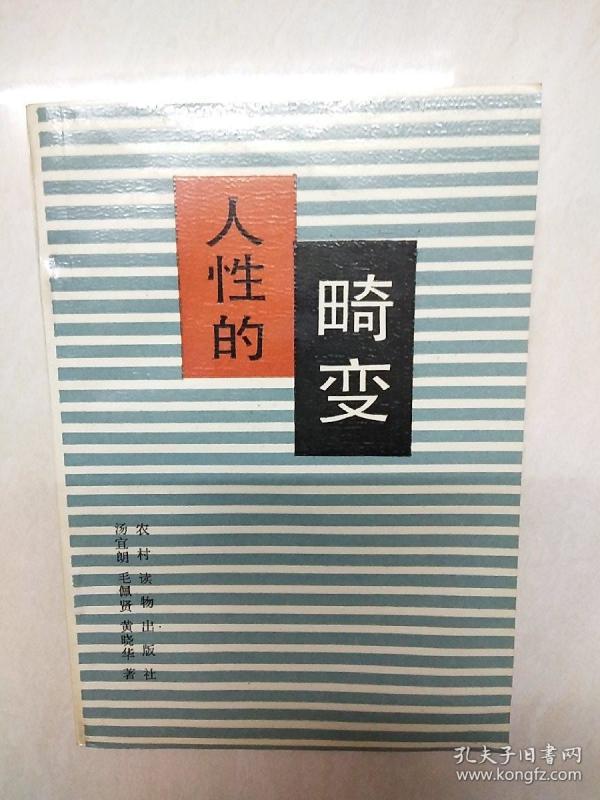 人性的
畸变
农村读物出版社
汤宜朗 毛佩贤 黄晓华 著
孔夫子旧書网
www.kongfz.com